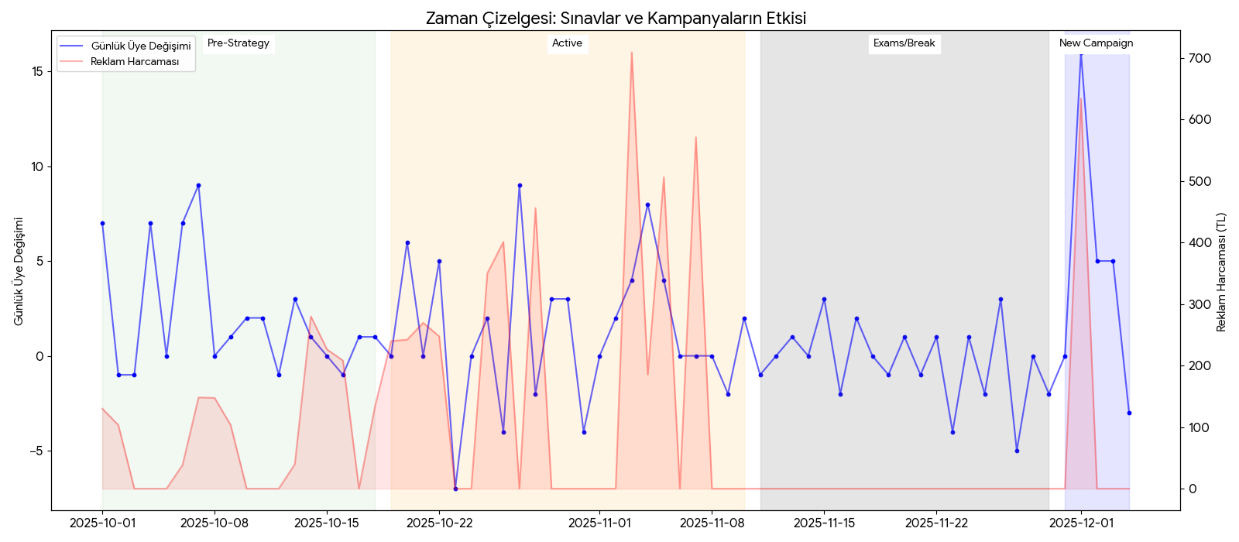 Zaman Çizelgesi: Sınavlar ve Kampanyaların Etkisi
Günlük Üye Değişimi
Reklam Harcaması
Pre-Strategy
Active
Exams/Break
New Campaign
Günlük Üye Değişimi
15
10
5
0
−5
Reklam Harcaması (TL)
700
600
500
400
300
200
100
0
2025-10-01
2025-10-08
2025-10-15
2025-10-22
2025-11-01
2025-11-08
2025-11-15
2025-11-22
2025-12-01